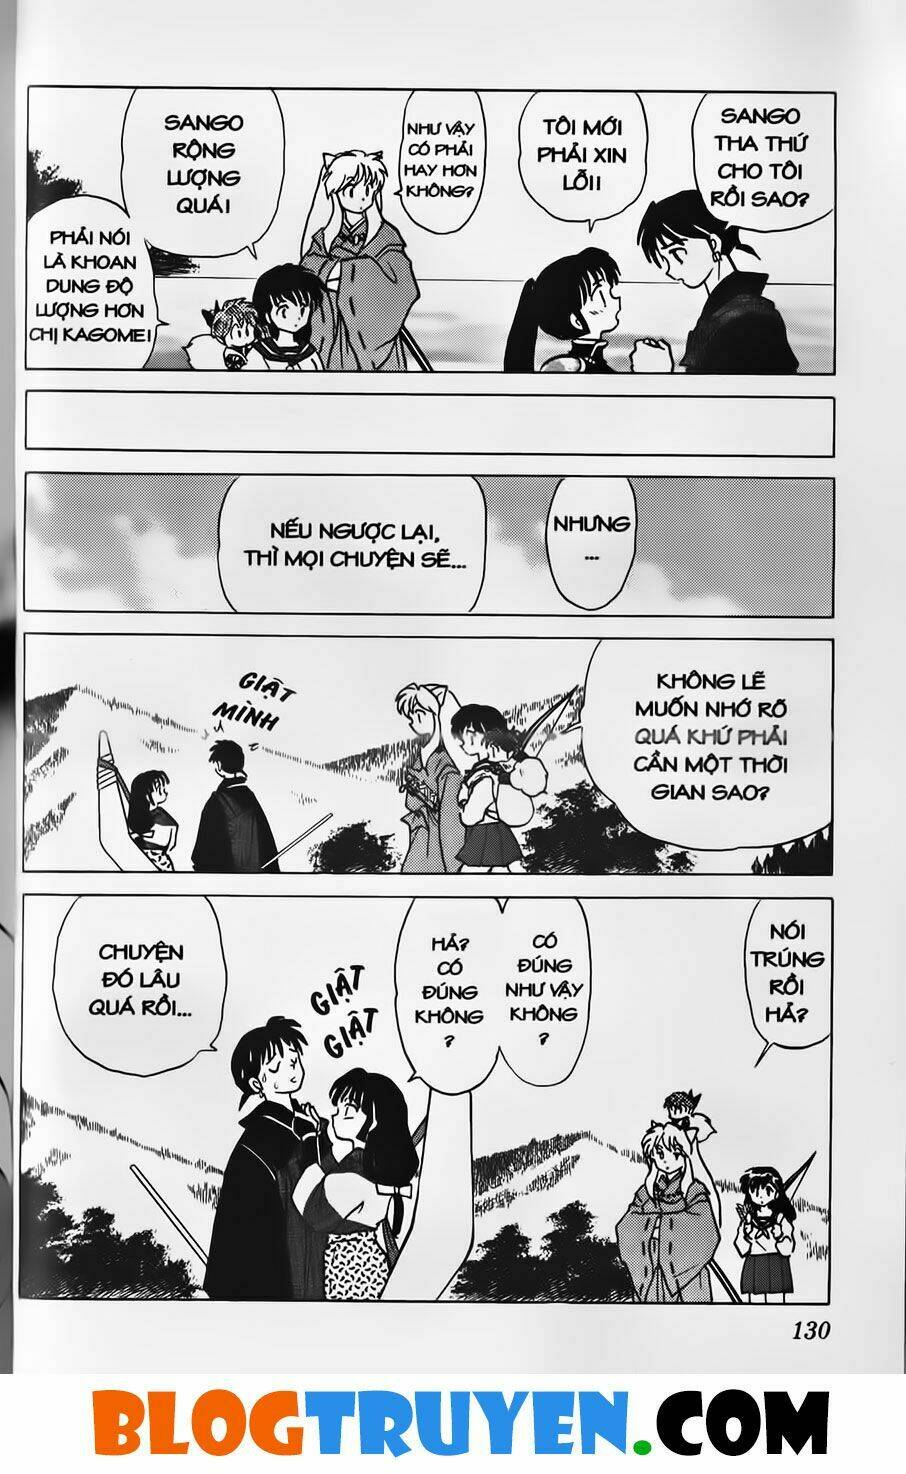 SANGO
THA THỨ
CHO TÔI
RỒI SAO?
TÔI MỚI
PHẢI XIN
LỖI!
NHƯ VẬY
CÓ PHẢI
HAY HƠN
KHÔNG?
SANGO
RỘNG
LƯỢNG
QUÁ!
PHẢI NÓI
LÀ KHOAN
DUNG ĐỘ
LƯỢNG HƠN
CHỊ KAGOME!
NHƯNG
...
NẾU NGƯỢC LẠI,
THÌ MỌI CHUYỆN SẼ...
KHÔNG LẼ
MUỐN NHỚ RÕ
QUÁ KHỨ PHẢI
CẦN MỘT THỜI
GIAN SAO?
GIẬT
MÌNH
NÓI
TRÚNG
RỒI
HẢ?
CÓ
ĐÚNG
NHƯ VẬY
KHÔNG
?
HẢ?
CÓ
ĐÚNG
KHÔNG
?
GIẬT
GIẬT
CHUYỆN
ĐÓ LÂU
QUÁ RỒI...
130
BLOGTRUYEN.COM